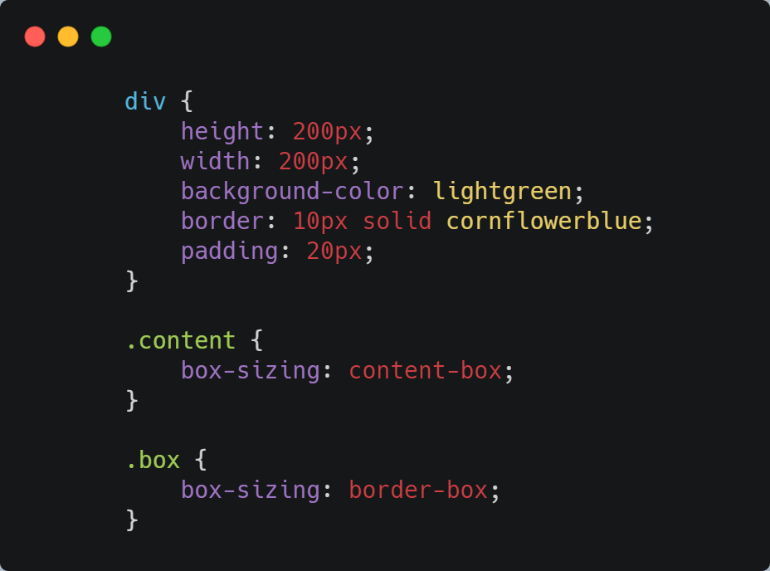 div {
    height: 200px;
    width: 200px;
    background-color: lightgreen;
    border: 10px solid cornflowerblue;
    padding: 20px;
}

.content {
    box-sizing: content-box;
}

.box {
    box-sizing: border-box;
}